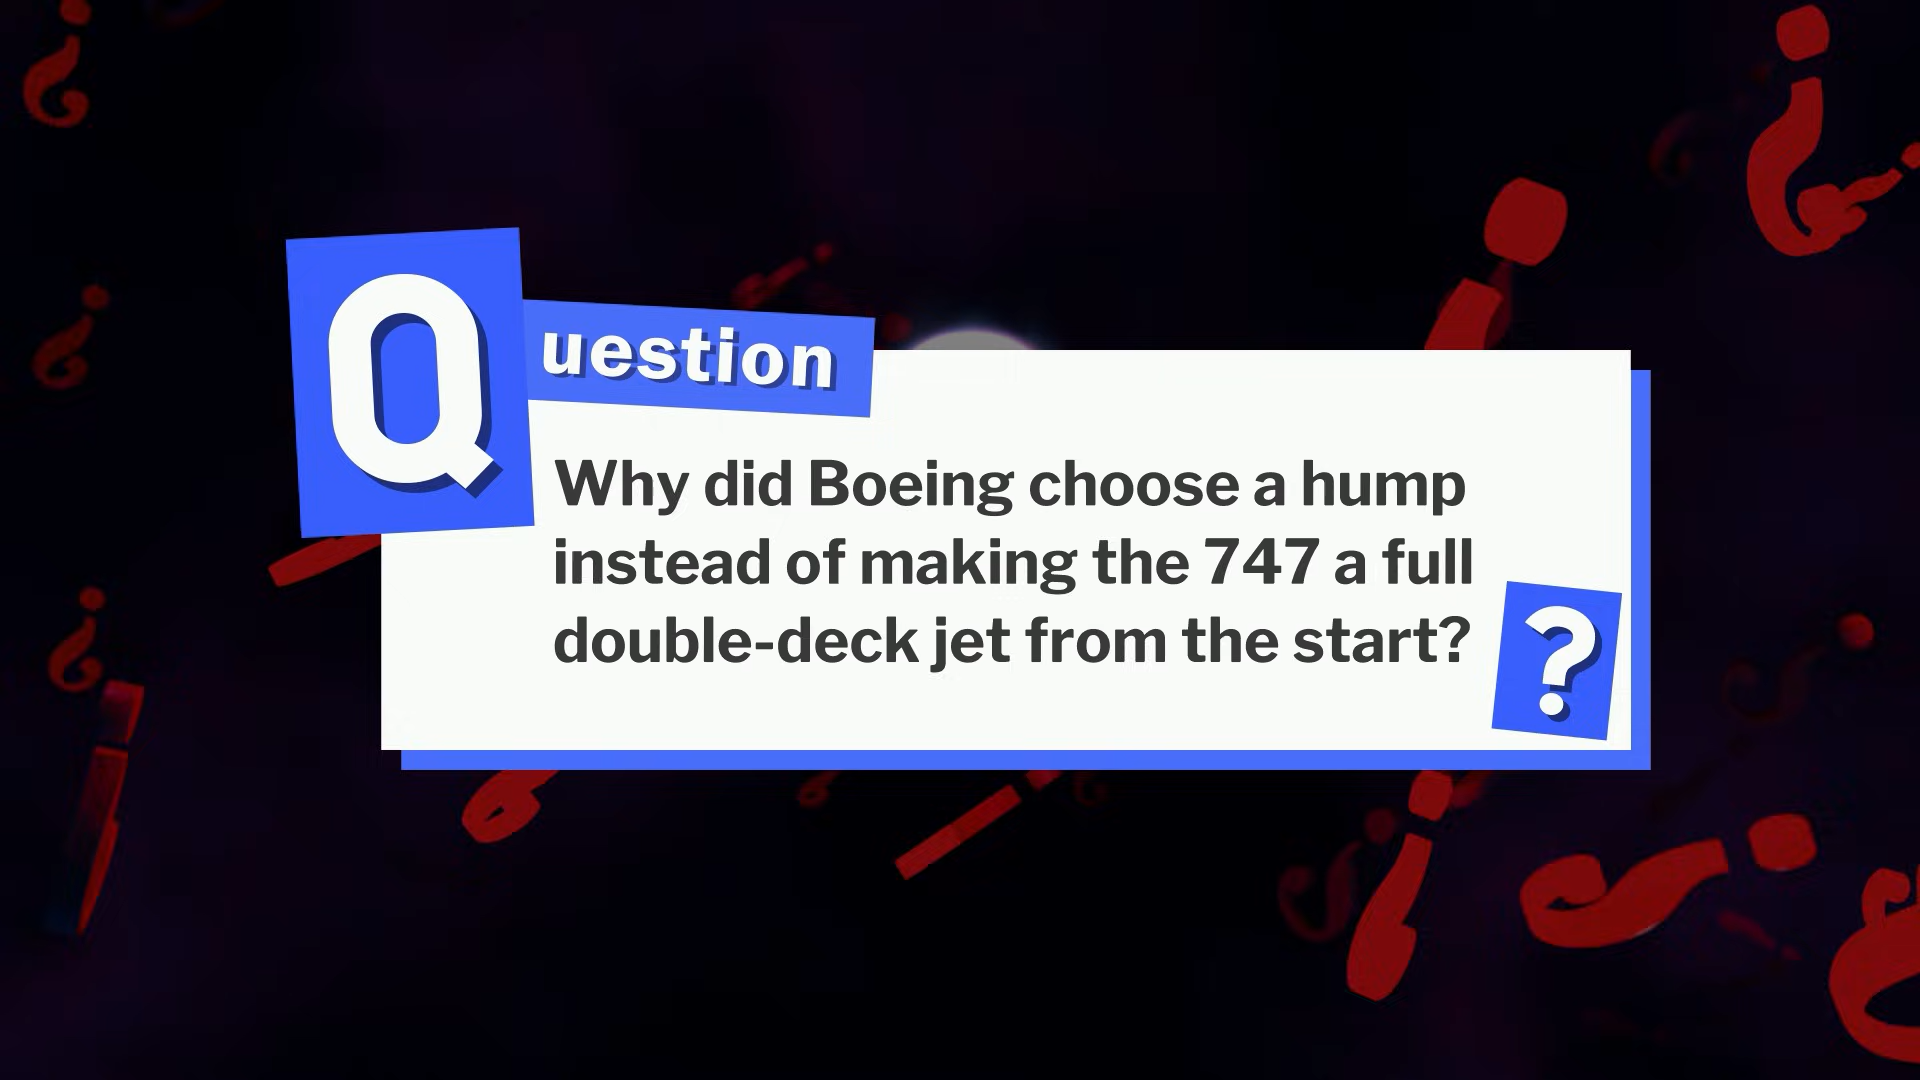 Question
Why did Boeing choose a hump
instead of making the 747 a full
double-deck jet from the start?
?